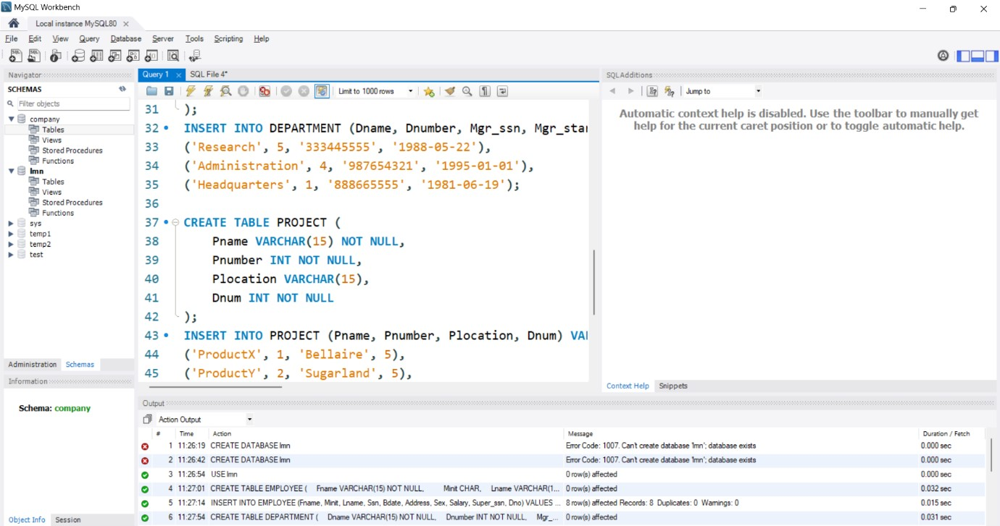 MySQL Workbench
Local instance MySQL80
File Edit View Query Database Server Tools Scripting Help
Navigator
SCHEMAS
Filter objects
company
Tables
Views
Stored Procedures
Functions
lmn
Tables
Views
Stored Procedures
Functions
sys
temp1
temp2
test
Administration Schemas
Information
Schema: company
Object Info Session
Query 1 SQL File 4*
Limit to 1000 rows
31 );
32 INSERT INTO DEPARTMENT (Dname, Dnumber, Mgr_ssn, Mgr_star
33 ('Research', 5, '333445555', '1988-05-22'),
34 ('Administration', 4, '987654321', '1995-01-01'),
35 ('Headquarters', 1, '888665555', '1981-06-19');
36
37 CREATE TABLE PROJECT (
38 Pname VARCHAR(15) NOT NULL,
39 Pnumber INT NOT NULL,
40 Plocation VARCHAR(15),
41 Dnum INT NOT NULL
42 );
43 INSERT INTO PROJECT (Pname, Pnumber, Plocation, Dnum) VAL
44 ('ProductX', 1, 'Bellaire', 5),
45 ('ProductY', 2, 'Sugarland', 5),
SQLAdditions
Jump to
Automatic context help is disabled. Use the toolbar to manually get
help for the current caret position or to toggle automatic help.
Context Help Snippets
Output
Action Output
# Time Action Message Duration / Fetch
1 11:26:19 CREATE DATABASE lmn Error Code: 1007. Can't create database 'lmn'; database exists 0.000 sec
2 11:26:42 CREATE DATABASE lmn Error Code: 1007. Can't create database 'lmn'; database exists 0.000 sec
3 11:26:54 USE lmn 0 row(s) affected 0.000 sec
4 11:27:01 CREATE TABLE EMPLOYEE ( Fname VARCHAR(15) NOT NULL, Minit CHAR, Lname VARCHAR(1... 0 row(s) affected 0.032 sec
5 11:27:14 INSERT INTO EMPLOYEE (Fname, Minit, Lname, Ssn, Bdate, Address, Sex, Salary, Super_ssn, Dno) VALUES ... 8 row(s) affected Records: 8 Duplicates: 0 Warnings: 0 0.015 sec
6 11:27:54 CREATE TABLE DEPARTMENT ( Dname VARCHAR(15) NOT NULL, Dnumber INT NOT NULL, Mgr_... 0 row(s) affected 0.031 sec